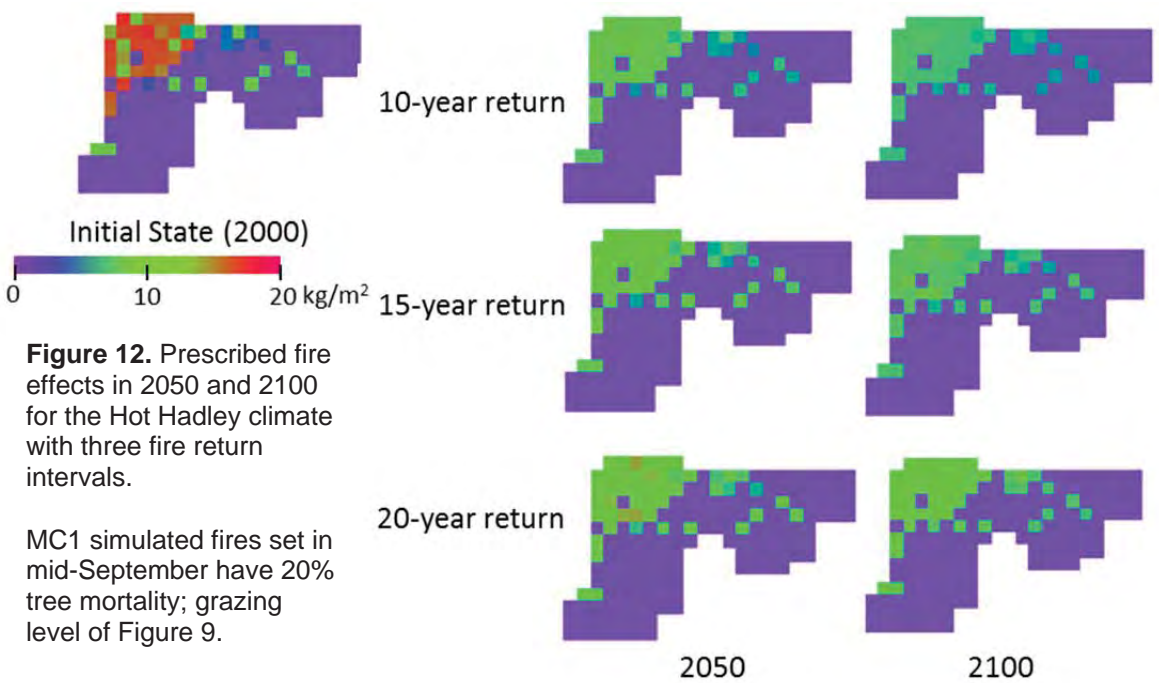 Initial State (2000)
0 10 20 kg/m²
Figure 12. Prescribed fire
effects in 2050 and 2100
for the Hot Hadley climate
with three fire return
intervals.
MC1 simulated fires set in
mid-September have 20%
tree mortality; grazing
level of Figure 9.
10-year return
15-year return
20-year return
2050 2100